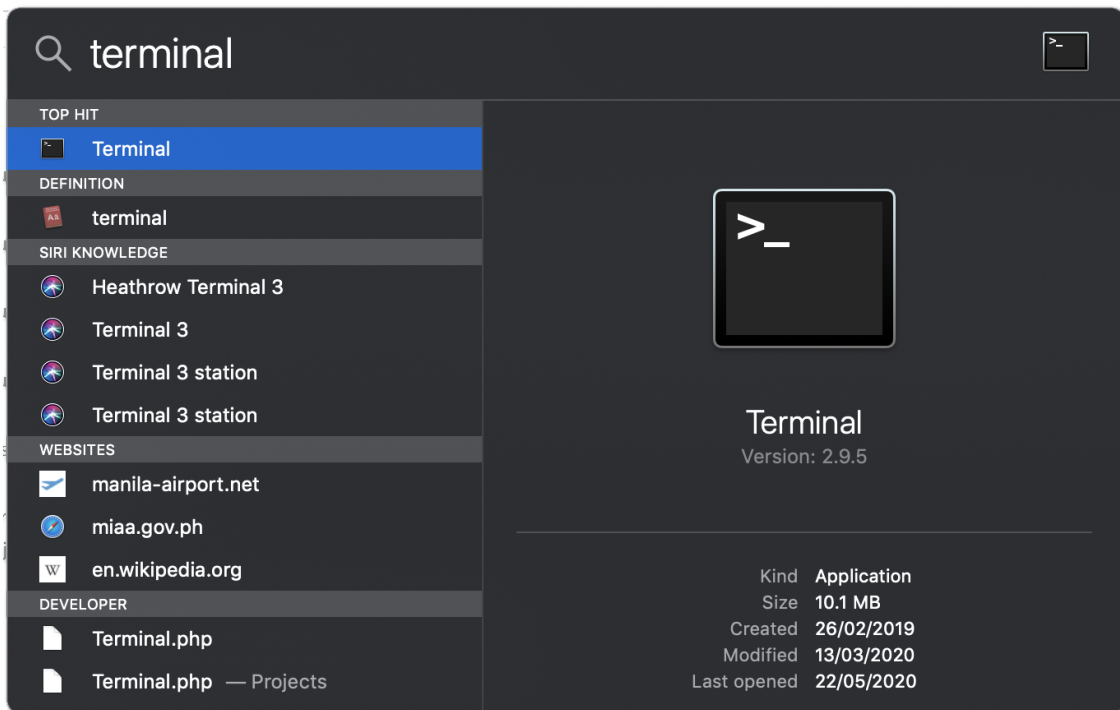 terminal
TOP HIT
Terminal
DEFINITION
terminal
SIRI KNOWLEDGE
Heathrow Terminal 3
Terminal 3
Terminal 3 station
Terminal 3 station
WEBSITES
manila-airport.net
miaa.gov.ph
en.wikipedia.org
DEVELOPER
Terminal.php
Terminal.php — Projects
Terminal
Version: 2.9.5
Kind Application
Size 10.1 MB
Created 26/02/2019
Modified 13/03/2020
Last opened 22/05/2020